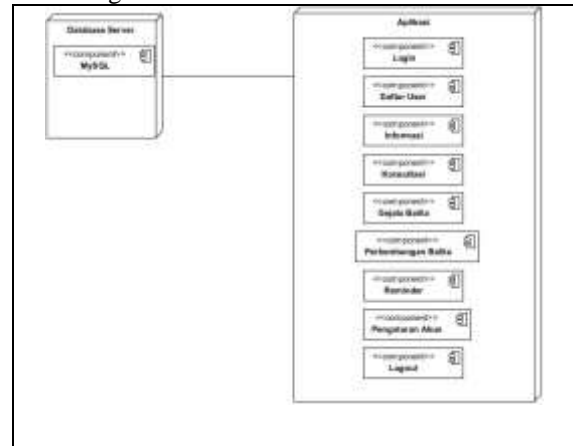 Database Server
<<component>>
MySQL
Aplikasi
<<component>>
Login
<<component>>
Daftar User
<<component>>
Informasi
<<component>>
Konsultasi
<<component>>
Gejala Balita
<<component>>
Perkembangan Balita
<<component>>
Reminder
<<component>>
Pengaturan Akun
<<component>>
Logout